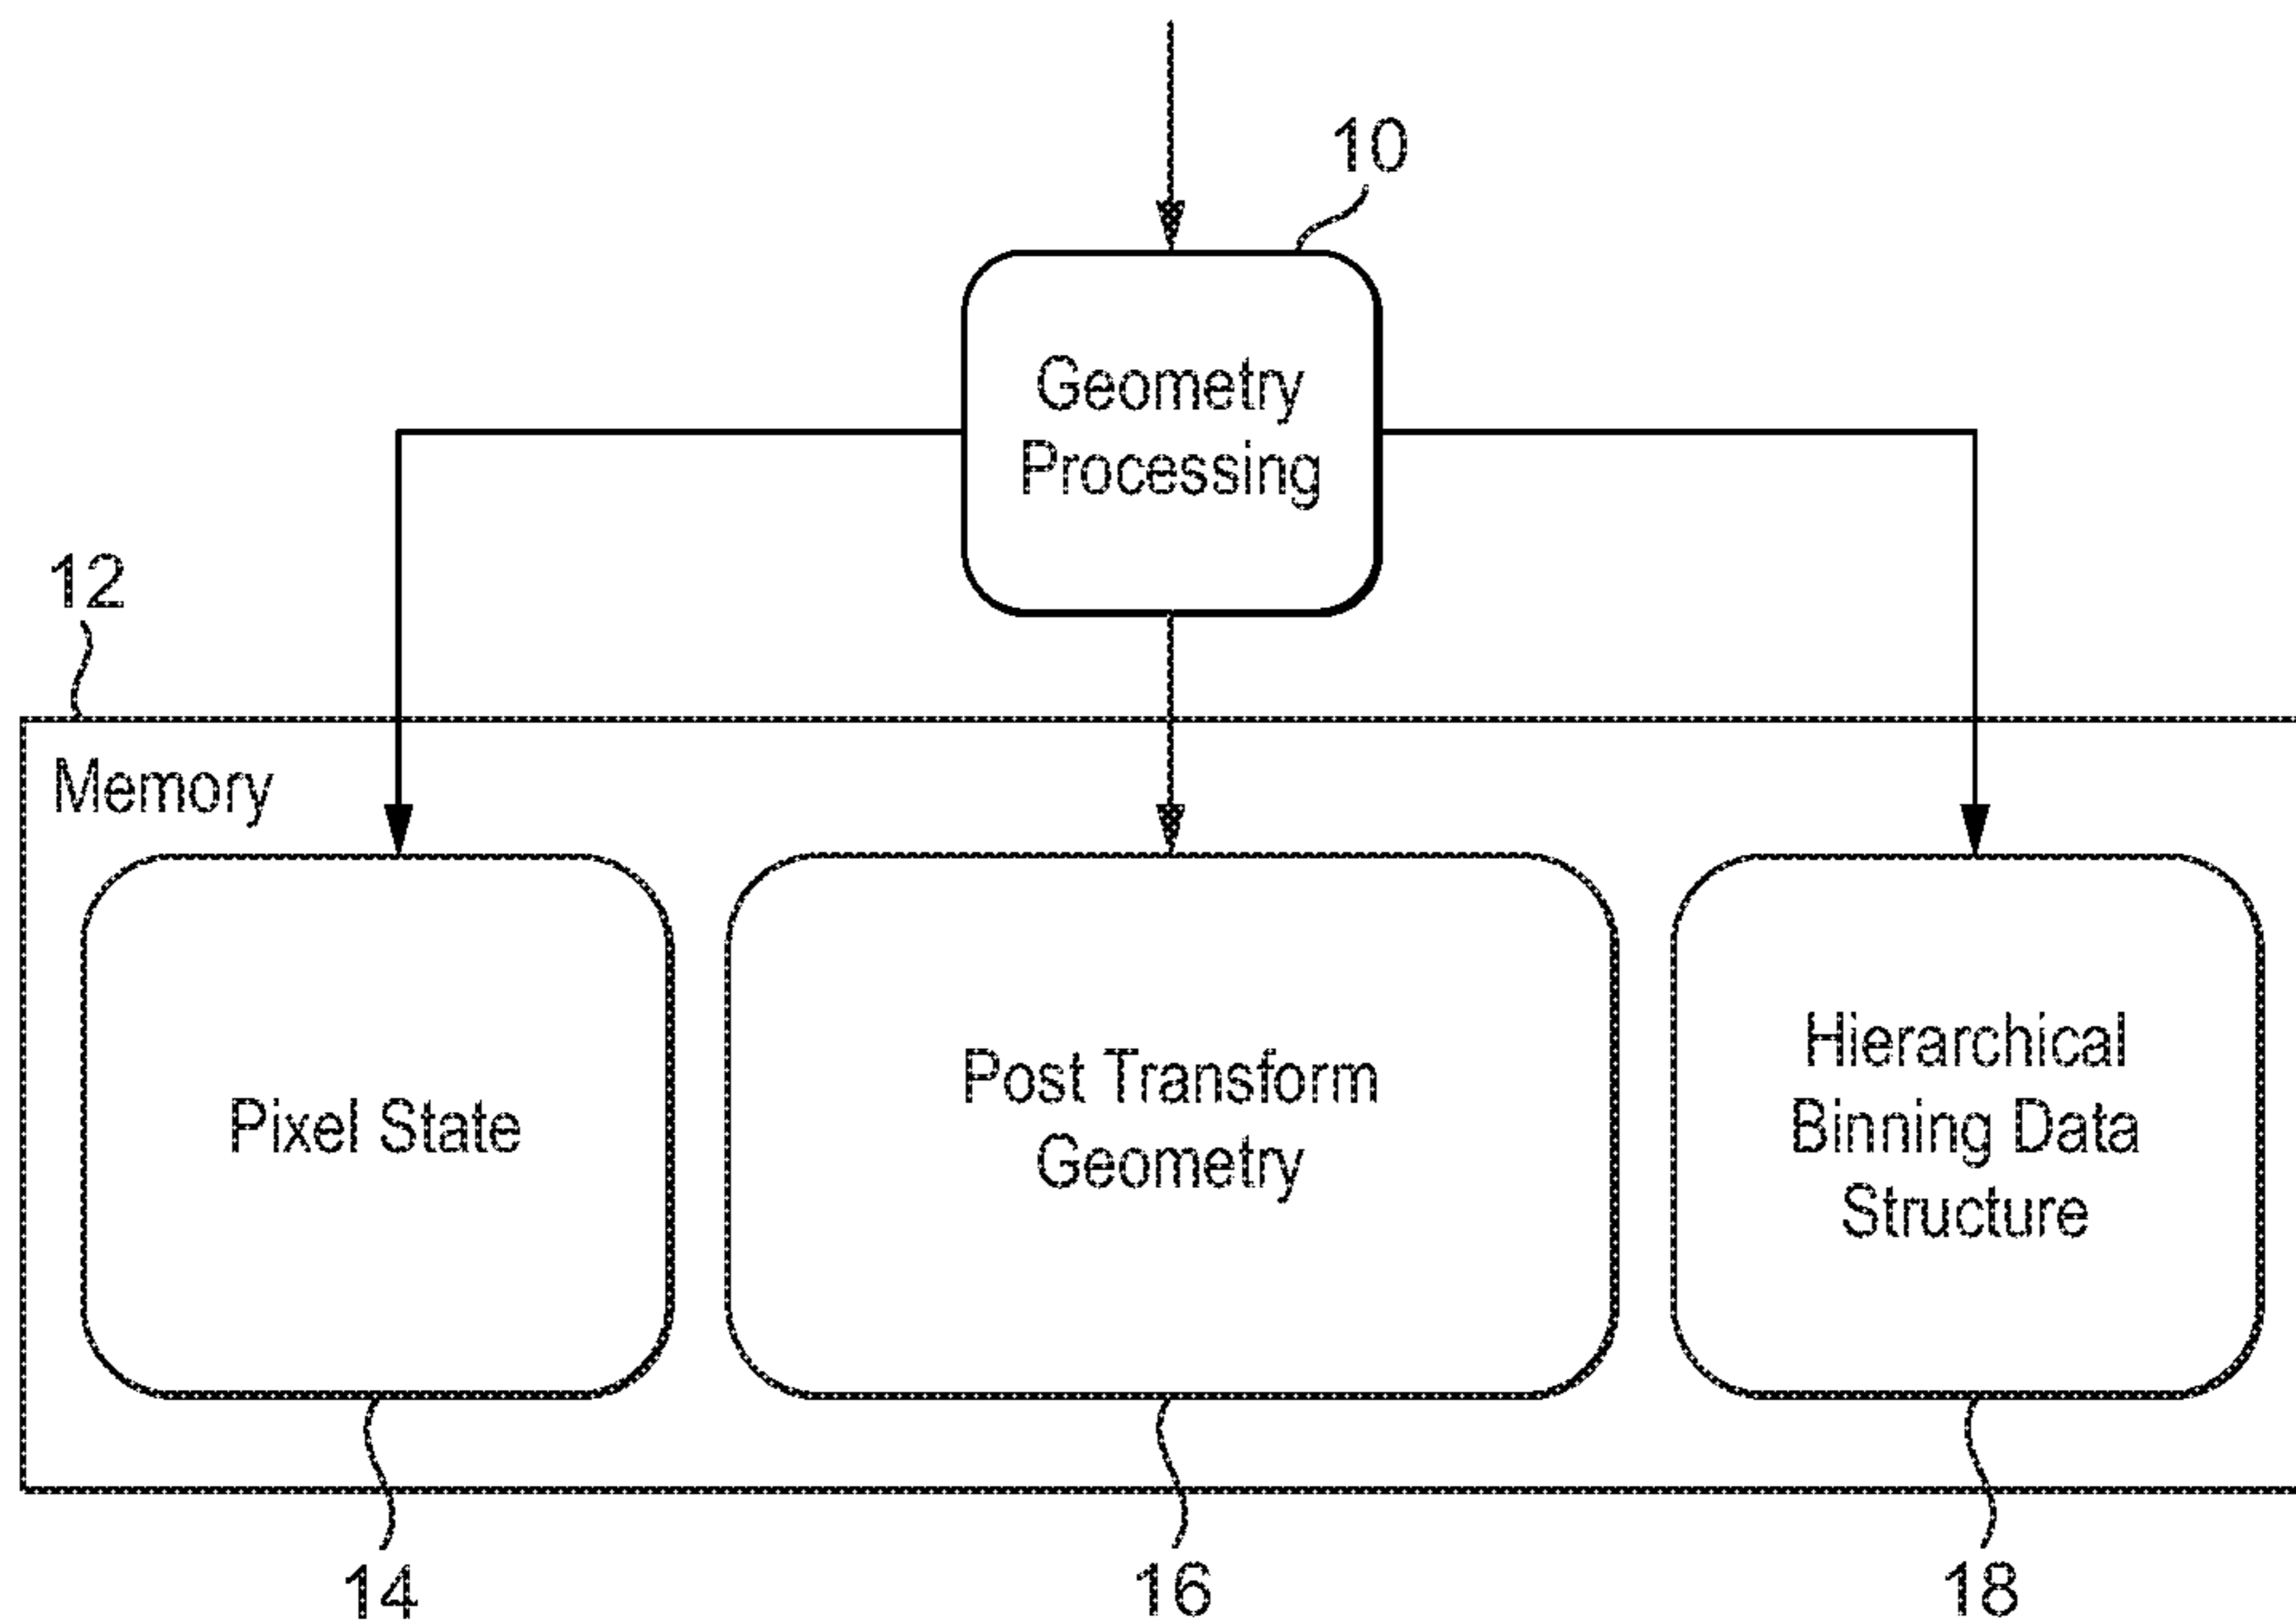 10
Geometry
Processing
12
Memory
Pixel State
Post Transform
Geometry
Hierarchical
Binning Data
Structure
14
16
18